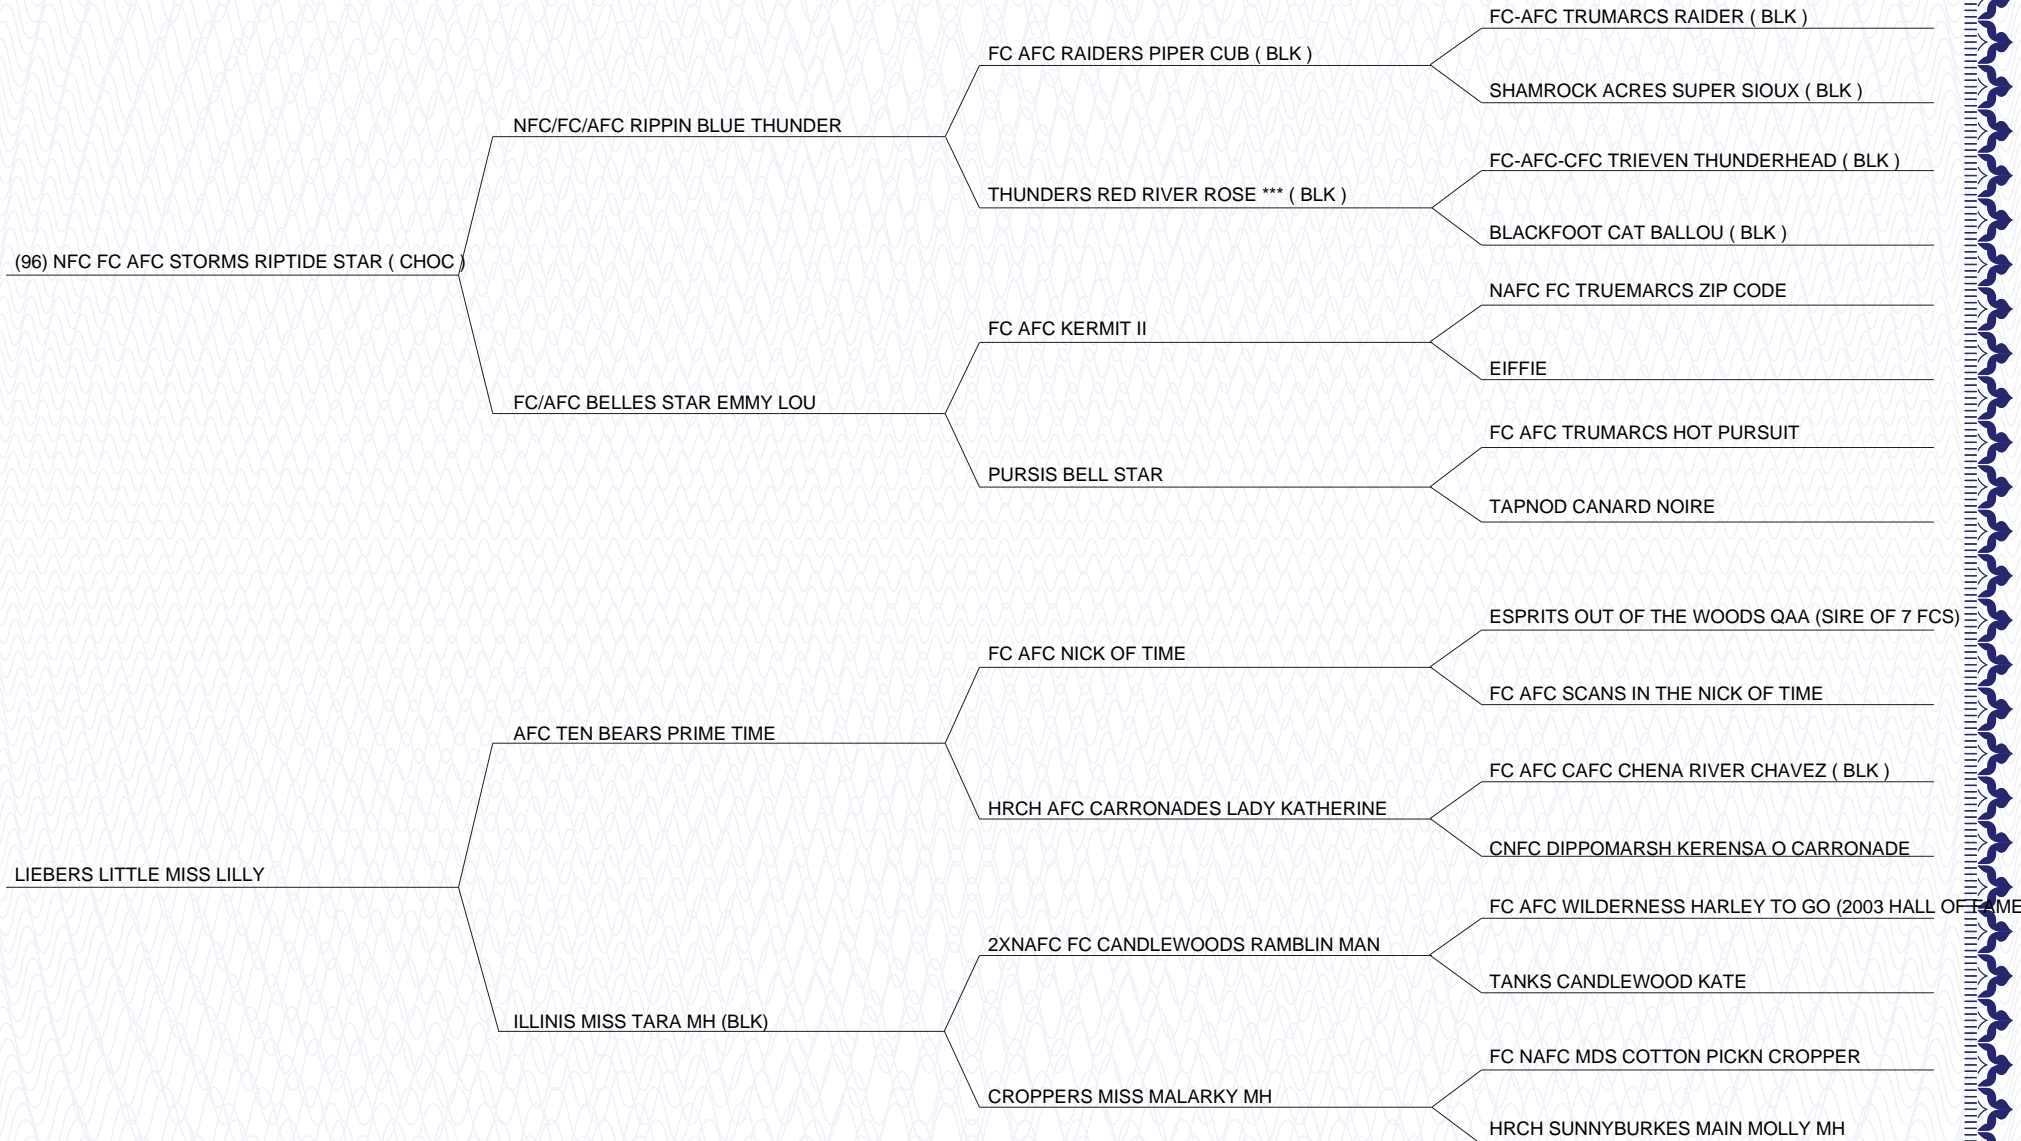 FC-AFC TRUMARCS RAIDER ( BLK )
FC AFC RAIDERS PIPER CUB ( BLK )
SHAMROCK ACRES SUPER SIOUX ( BLK )
NFC/FC/AFC RIPPIN BLUE THUNDER
FC-AFC-CFC TRIEVEN THUNDERHEAD ( BLK )
THUNDERS RED RIVER ROSE *** ( BLK )
BLACKFOOT CAT BALLOU ( BLK )
(96) NFC FC AFC STORMS RIPTIDE STAR ( CHOC )
NAFC FC TRUEMARCS ZIP CODE
FC AFC KERMIT II
EIFFIE
FC/AFC BELLES STAR EMMY LOU
FC AFC TRUMARCS HOT PURSUIT
PURSIS BELL STAR
TAPNOD CANARD NOIRE
ESPRITS OUT OF THE WOODS QAA (SIRE OF 7 FCS)
FC AFC NICK OF TIME
FC AFC SCANS IN THE NICK OF TIME
AFC TEN BEARS PRIME TIME
FC AFC CAFC CHENA RIVER CHAVEZ ( BLK )
HRCH AFC CARRONADES LADY KATHERINE
CNFC DIPPOMARSH KERENSA O CARRONADE
LIEBERS LITTLE MISS LILLY
FC AFC WILDERNESS HARLEY TO GO (2003 HALL OF FAME
2XNAFC FC CANDLEWOODS RAMBLIN MAN
TANKS CANDLEWOOD KATE
ILLINIS MISS TARA MH (BLK)
FC NAFC MDS COTTON PICKN CROPPER
CROPPERS MISS MALARKY MH
HRCH SUNNYBURKES MAIN MOLLY MH